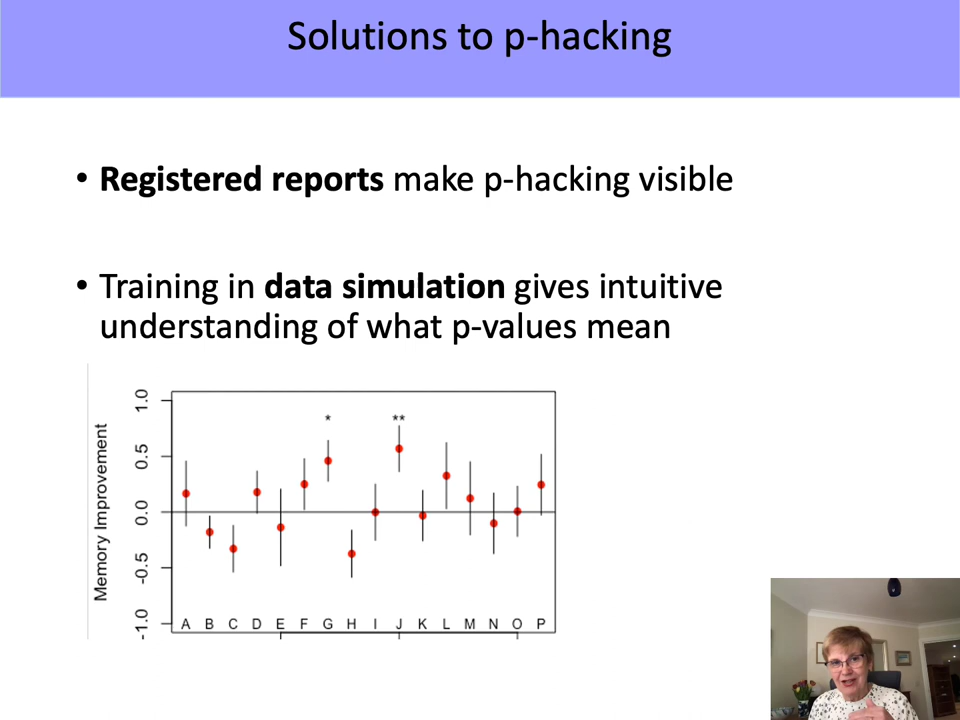 Solutions to p-hacking
• Registered reports make p-hacking visible
• Training in data simulation gives intuitive
understanding of what p-values mean
Memory Improvement
1.0
0.5
0.0
-0.5
-1.0
* **
A B C D E F G H I J K L M N O P